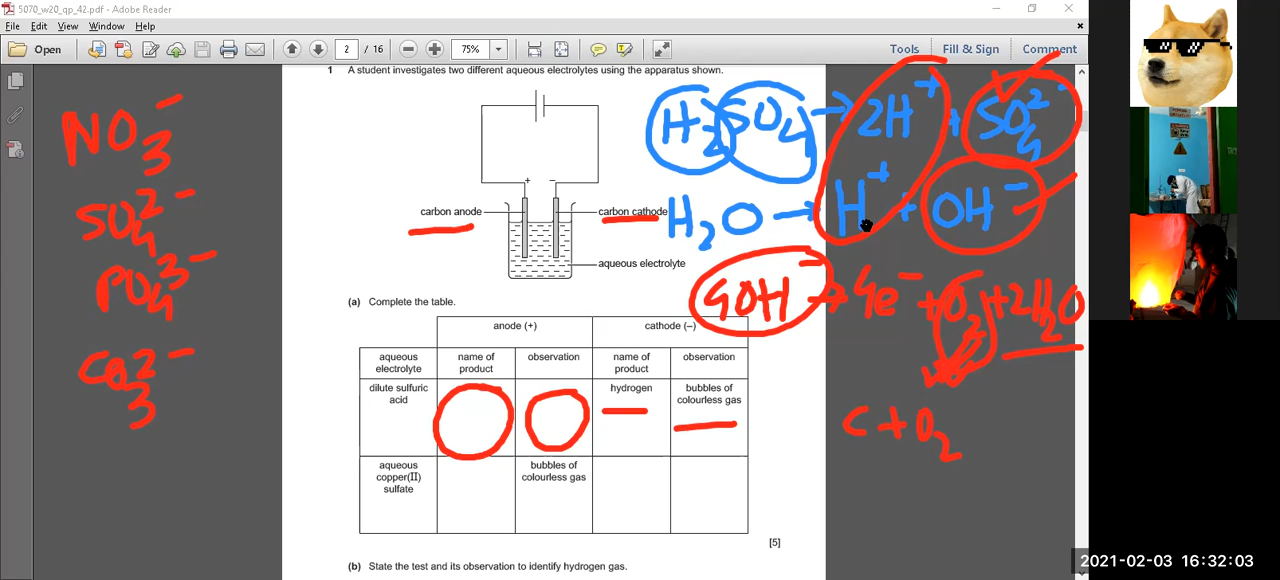 5070_w20_qp_42.pdf - Adobe Reader
File Edit View Window Help
Open 2 / 16 75% Tools Fill & Sign Comment
1 A student investigates two different aqueous electrolytes using the apparatus shown.
+ −
carbon anode
carbon cathode
aqueous electrolyte
NO₃⁻
SO₄²⁻
PO₄³⁻
CO₃²⁻
H₂SO₄ → 2H⁺ + SO₄²⁻
H₂O → H⁺ + OH⁻
4OH⁻ → 4e⁻ + O₂ + 2H₂O
C + O₂
(a) Complete the table.
anode (+) cathode (–)
aqueous electrolyte name of product observation name of product observation
dilute sulfuric acid hydrogen bubbles of colourless gas
aqueous copper(II) sulfate bubbles of colourless gas
[5]
(b) State the test and its observation to identify hydrogen gas.
2021-02-03 16:32:03